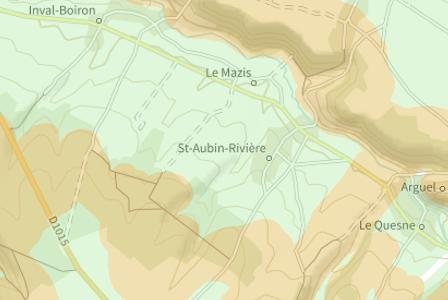 Inval-Boiron
Le Mazis
St-Aubin-Rivière
Arguel
Le Quesne
D1015